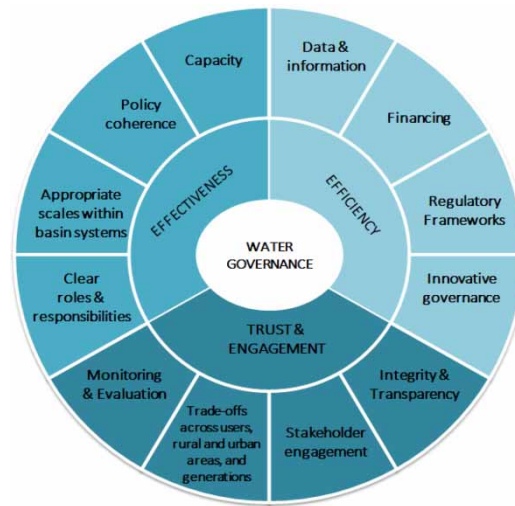 Capacity
Data &
information
Policy
coherence
Financing
EFFECTIVENESS
EFFICIENCY
Appropriate
scales within
basin systems
Regulatory
Frameworks
WATER
GOVERNANCE
Clear
roles &
responsibilities
Innovative
governance
TRUST &
ENGAGEMENT
Monitoring
& Evaluation
Integrity &
Transparency
Trade-offs
across users,
rural and urban
areas, and
generations
Stakeholder
engagement